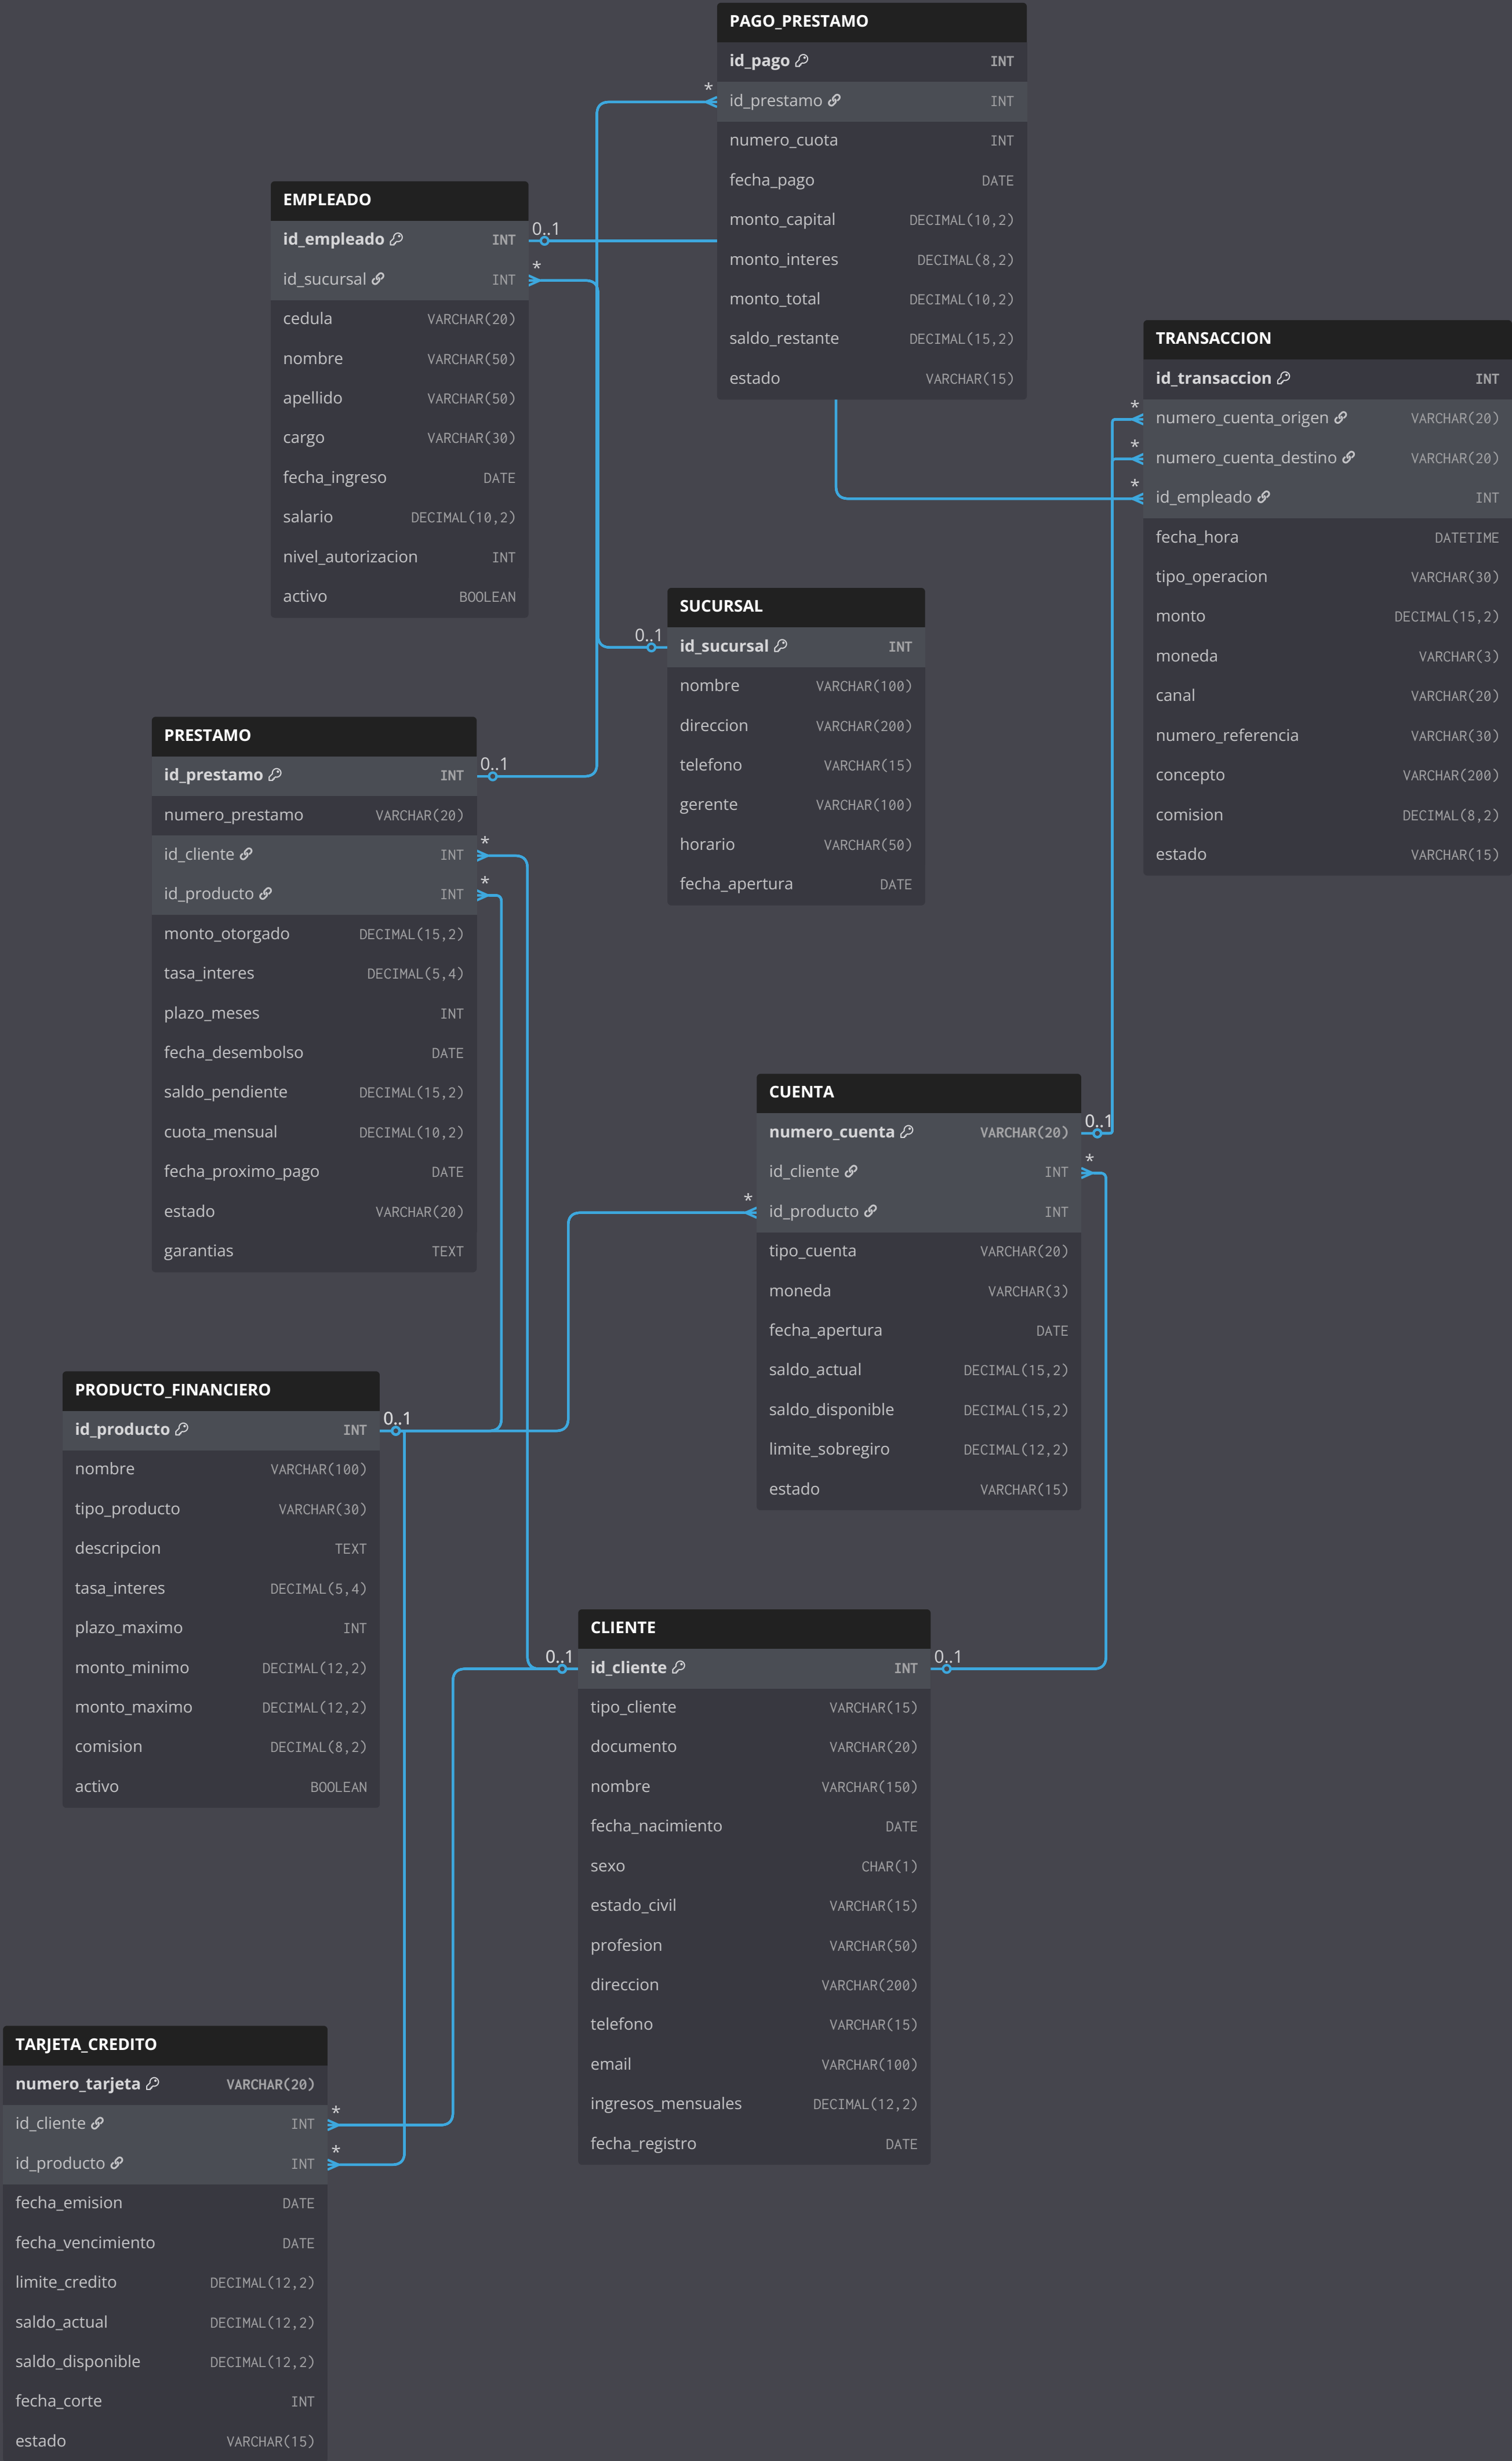 PAGO_PRESTAMO
id_pago INT
* id_prestamo INT
numero_cuota INT
fecha_pago DATE
monto_capital DECIMAL(10,2)
monto_interes DECIMAL(8,2)
monto_total DECIMAL(10,2)
saldo_restante DECIMAL(15,2)
estado VARCHAR(15)
EMPLEADO
id_empleado INT 0..1
id_sucursal INT *
cedula VARCHAR(20)
nombre VARCHAR(50)
apellido VARCHAR(50)
cargo VARCHAR(30)
fecha_ingreso DATE
salario DECIMAL(10,2)
nivel_autorizacion INT
activo BOOLEAN
TRANSACCION
id_transaccion INT
* numero_cuenta_origen VARCHAR(20)
* numero_cuenta_destino VARCHAR(20)
* id_empleado INT
fecha_hora DATETIME
tipo_operacion VARCHAR(30)
monto DECIMAL(15,2)
moneda VARCHAR(3)
canal VARCHAR(20)
numero_referencia VARCHAR(30)
concepto VARCHAR(200)
comision DECIMAL(8,2)
estado VARCHAR(15)
SUCURSAL
0..1 id_sucursal INT
nombre VARCHAR(100)
direccion VARCHAR(200)
telefono VARCHAR(15)
gerente VARCHAR(100)
horario VARCHAR(50)
fecha_apertura DATE
PRESTAMO
id_prestamo INT 0..1
numero_prestamo VARCHAR(20)
id_cliente INT *
id_producto INT *
monto_otorgado DECIMAL(15,2)
tasa_interes DECIMAL(5,4)
plazo_meses INT
fecha_desembolso DATE
saldo_pendiente DECIMAL(15,2)
cuota_mensual DECIMAL(10,2)
fecha_proximo_pago DATE
estado VARCHAR(20)
garantias TEXT
CUENTA
numero_cuenta VARCHAR(20) 0..1
id_cliente INT *
* id_producto INT
tipo_cuenta VARCHAR(20)
moneda VARCHAR(3)
fecha_apertura DATE
saldo_actual DECIMAL(15,2)
saldo_disponible DECIMAL(15,2)
limite_sobregiro DECIMAL(12,2)
estado VARCHAR(15)
PRODUCTO_FINANCIERO
id_producto INT 0..1
nombre VARCHAR(100)
tipo_producto VARCHAR(30)
descripcion TEXT
tasa_interes DECIMAL(5,4)
plazo_maximo INT
monto_minimo DECIMAL(12,2)
monto_maximo DECIMAL(12,2)
comision DECIMAL(8,2)
activo BOOLEAN
CLIENTE
0..1 id_cliente INT 0..1
tipo_cliente VARCHAR(15)
documento VARCHAR(20)
nombre VARCHAR(150)
fecha_nacimiento DATE
sexo CHAR(1)
estado_civil VARCHAR(15)
profesion VARCHAR(50)
direccion VARCHAR(200)
telefono VARCHAR(15)
email VARCHAR(100)
ingresos_mensuales DECIMAL(12,2)
fecha_registro DATE
TARJETA_CREDITO
numero_tarjeta VARCHAR(20)
id_cliente INT *
id_producto INT *
fecha_emision DATE
fecha_vencimiento DATE
limite_credito DECIMAL(12,2)
saldo_actual DECIMAL(12,2)
saldo_disponible DECIMAL(12,2)
fecha_corte INT
estado VARCHAR(15)